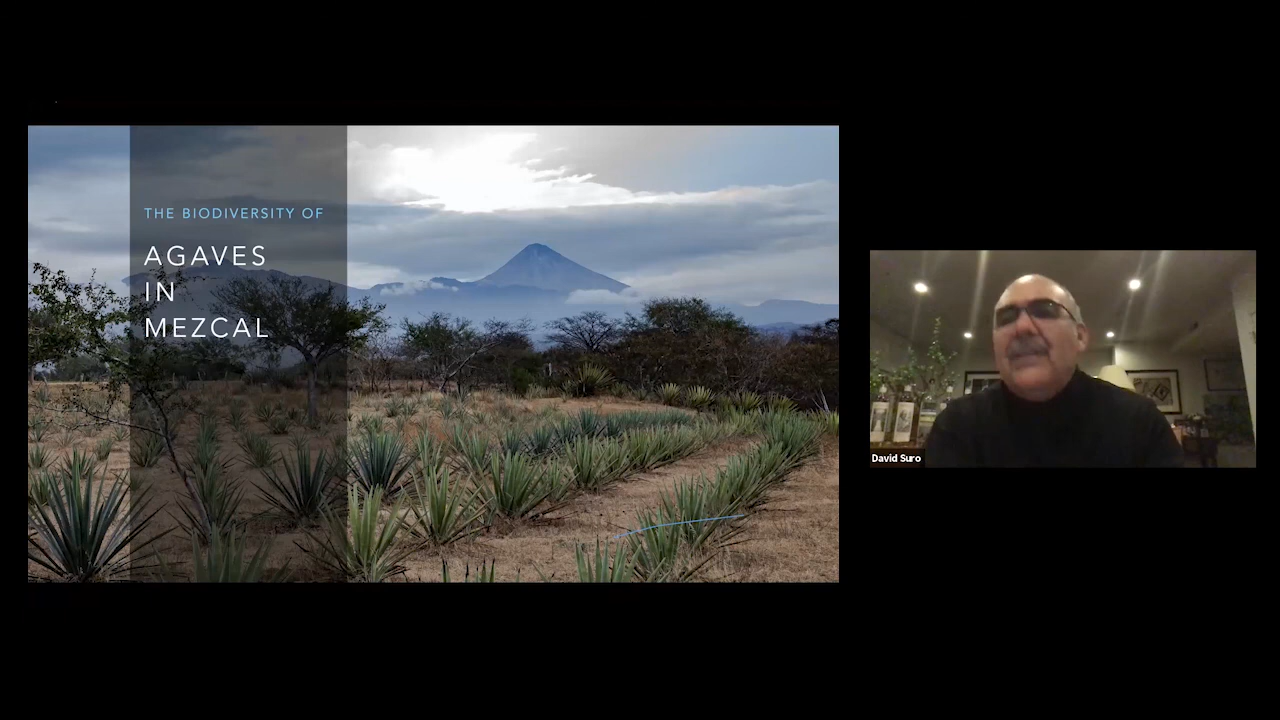 THE BIODIVERSITY OF
AGAVES
IN
MEZCAL
David Suro